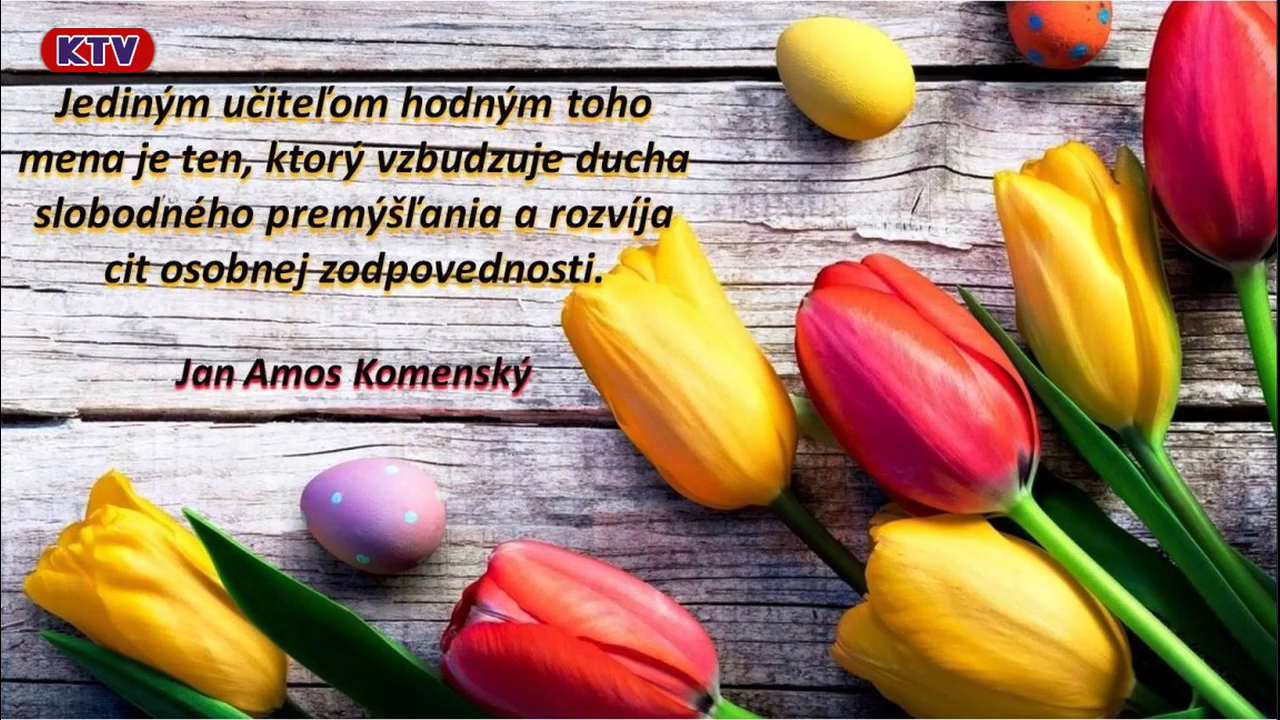 KTV
Jediným učiteľom hodným toho
mena je ten, ktorý vzbudzuje ducha
slobodného premýšľania a rozvíja
cit osobnej zodpovednosti.
Jan Amos Komenský